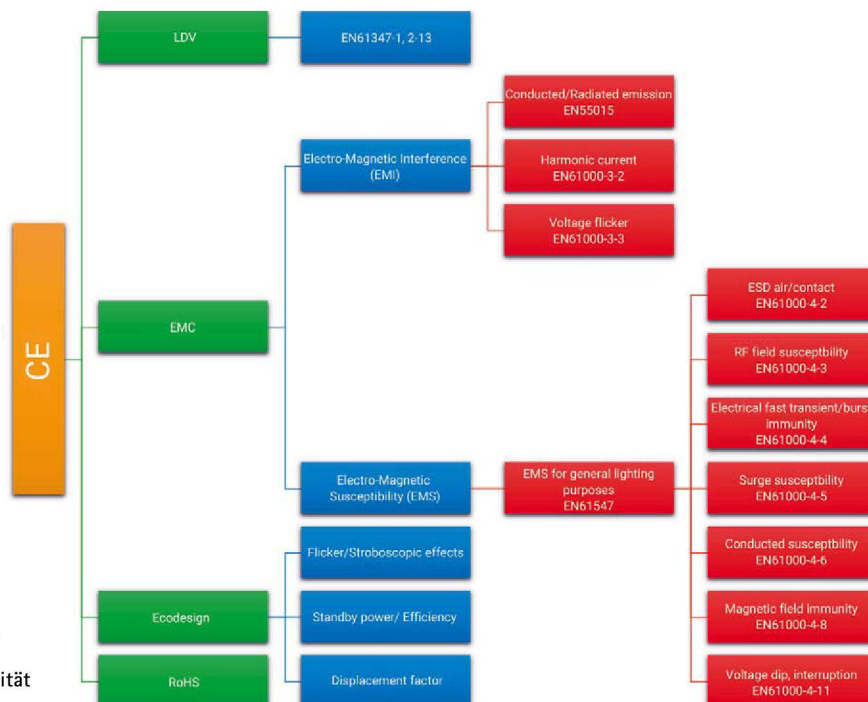 LDV
EN61347-1, 2-13
Conducted/Radiated emission
EN55015
Electro-Magnetic Interference
(EMI)
Harmonic current
EN61000-3-2
Voltage flicker
EN61000-3-3
CE
EMC
ESD air/contact
EN61000-4-2
RF field susceptbility
EN61000-4-3
Electrical fast transient/burs
immunity
EN61000-4-4
Electro-Magnetic
Susceptibility (EMS)
EMS for general lighting
purposes
EN61547
Surge susceptbility
EN61000-4-5
Conducted susceptbility
EN61000-4-6
Flicker/Stroboscopic effects
Ecodesign
Standby power/ Efficiency
Magnetic field immunity
EN61000-4-8
ität
RoHS
Displacement factor
Voltage dip, interruption
EN61000-4-11